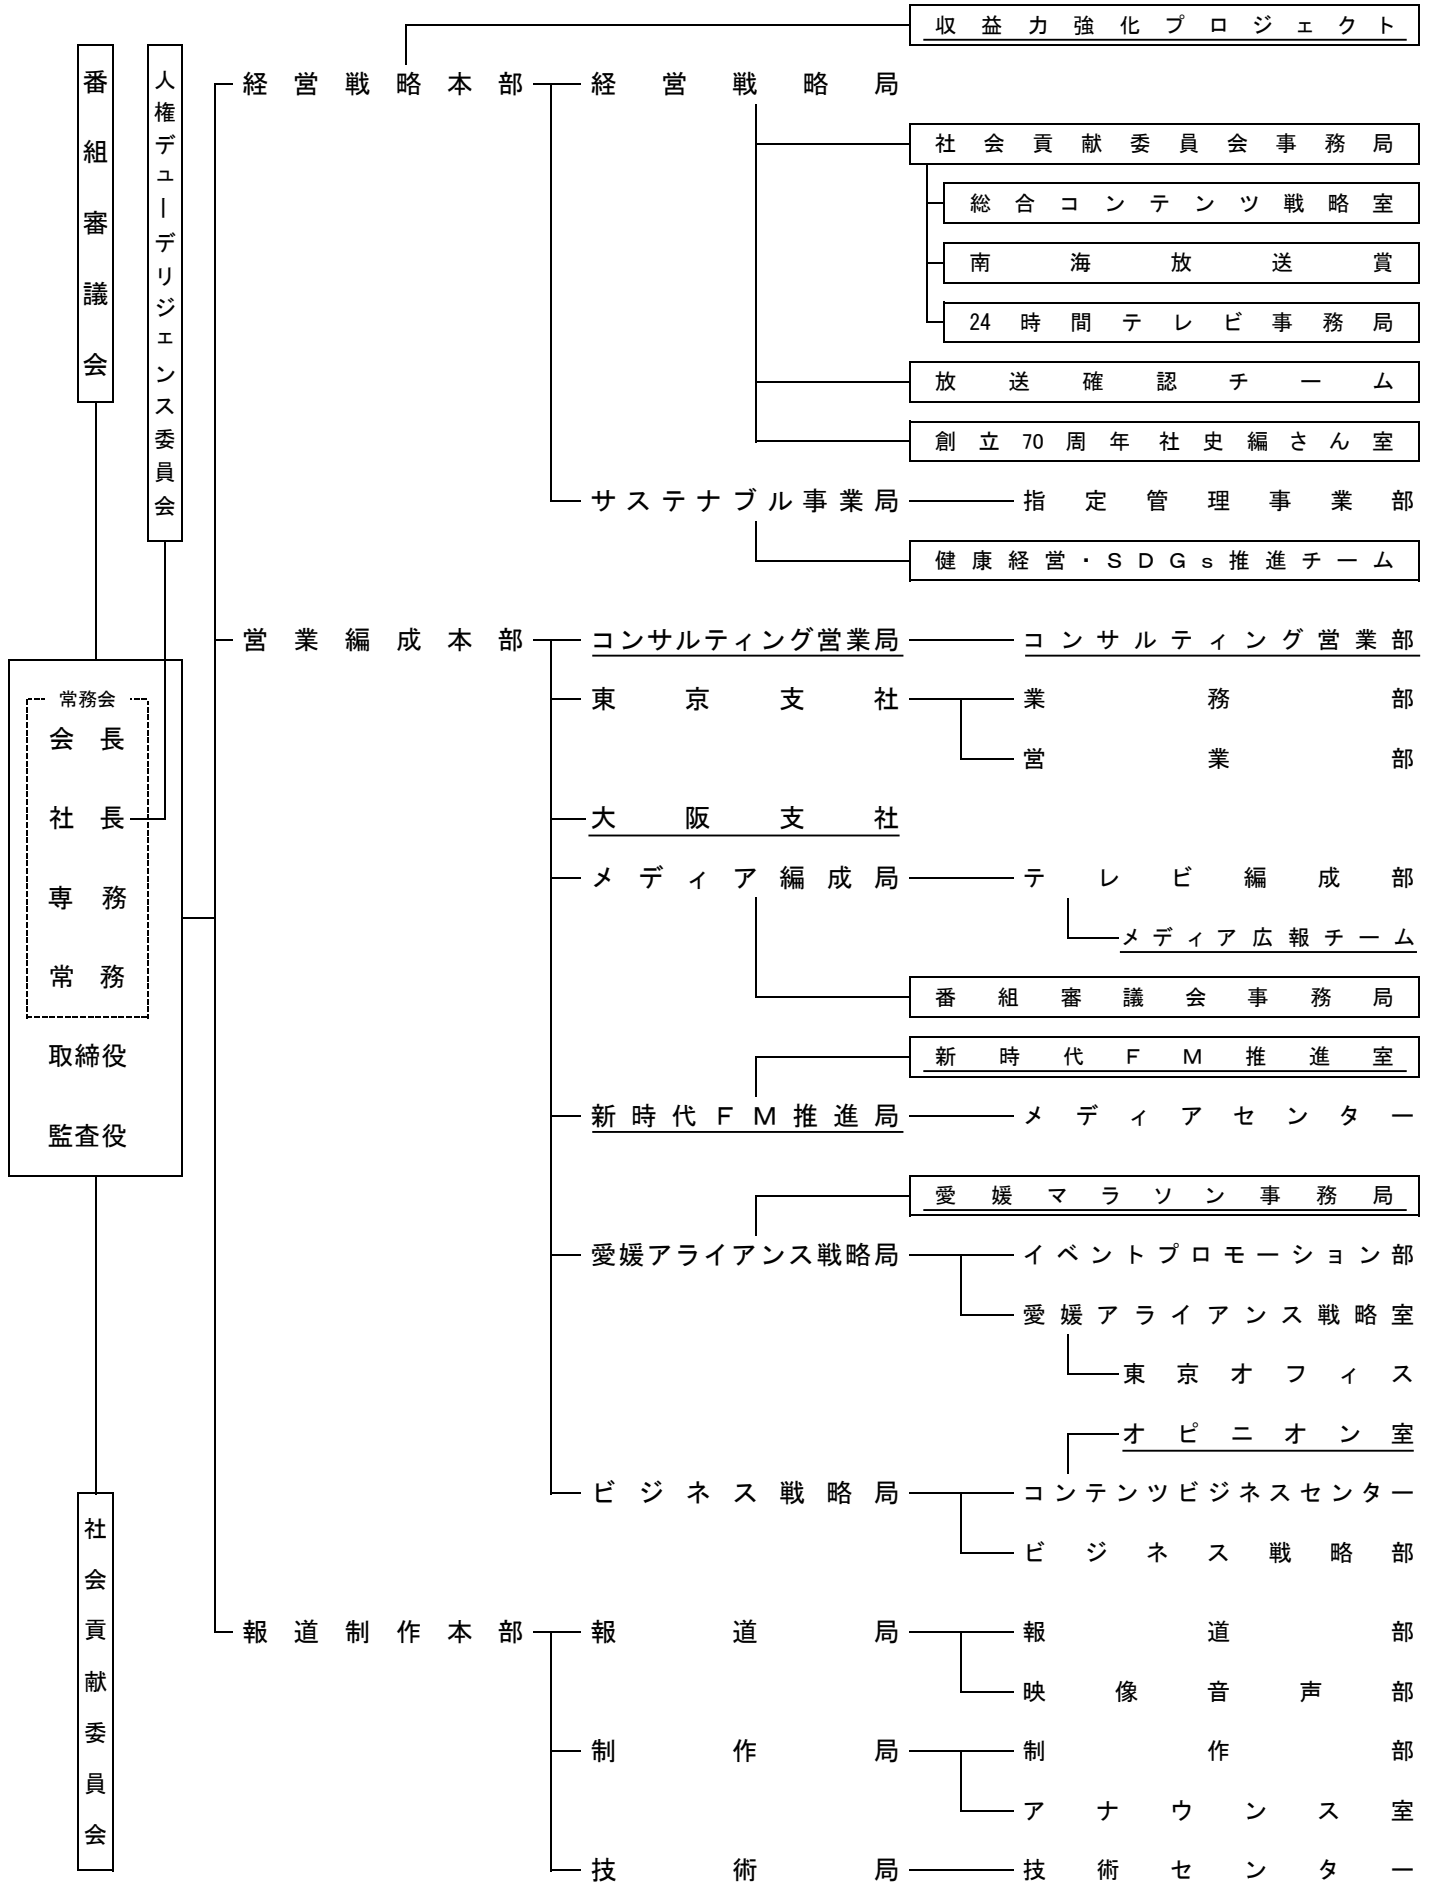 収益力強化プロジェクト
番組審議会
人権デューデリジェンス委員会
経営戦略本部
経営戦略局
社会貢献委員会事務局
総合コンテンツ戦略室
南海放送賞
24時間テレビ事務局
放送確認チーム
創立70周年社史編さん室
サステナブル事業局
指定管理事業部
健康経営・SDGs推進チーム
営業編成本部
コンサルティング営業局
コンサルティング営業部
常務会
会長
社長
専務
常務
取締役
監査役
東京支社
業務部
営業部
大阪支社
メディア編成局
テレビ編成部
メディア広報チーム
番組審議会事務局
新時代FM推進室
新時代FM推進局
メディアセンター
愛媛マラソン事務局
愛媛アライアンス戦略局
イベントプロモーション部
愛媛アライアンス戦略室
東京オフィス
オピニオン室
ビジネス戦略局
コンテンツビジネスセンター
ビジネス戦略部
社会貢献委員会
報道制作本部
報道局
報道部
映像音声部
制作局
制作部
アナウンス室
技術局
技術センター